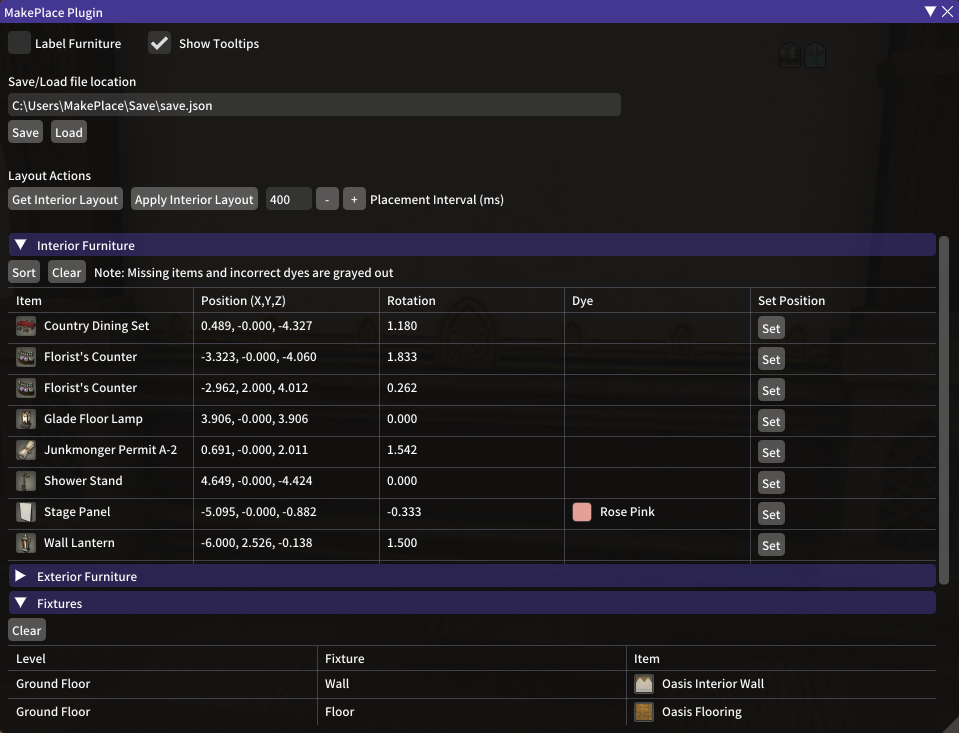 MakePlace Plugin
Label Furniture Show Tooltips
Save/Load file location
C:\Users\MakePlace\Save\save.json
Save Load
Layout Actions
Get Interior Layout Apply Interior Layout 400 - + Placement Interval (ms)
Interior Furniture
Sort Clear Note: Missing items and incorrect dyes are grayed out
Item Position (X,Y,Z) Rotation Dye Set Position
Country Dining Set 0.489, -0.000, -4.327 1.180 Set
Florist's Counter -3.323, -0.000, -4.060 1.833 Set
Florist's Counter -2.962, 2.000, 4.012 0.262 Set
Glade Floor Lamp 3.906, -0.000, 3.906 0.000 Set
Junkmonger Permit A-2 0.691, -0.000, 2.011 1.542 Set
Shower Stand 4.649, -0.000, -4.424 0.000 Set
Stage Panel -5.095, -0.000, -0.882 -0.333 Rose Pink Set
Wall Lantern -6.000, 2.526, -0.138 1.500 Set
Exterior Furniture
Fixtures
Clear
Level Fixture Item
Ground Floor Wall Oasis Interior Wall
Ground Floor Floor Oasis Flooring